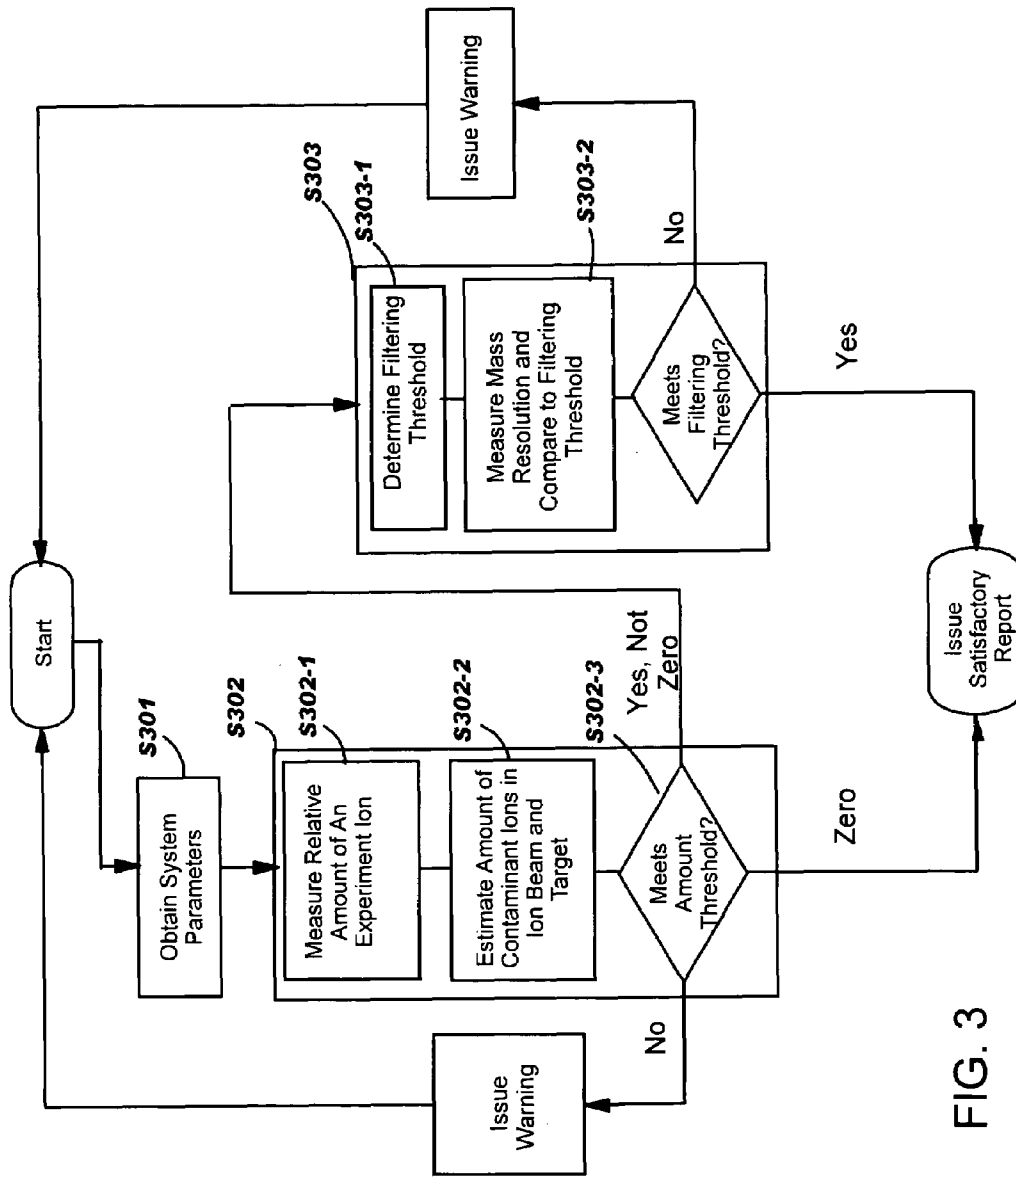 Start
S301
Obtain System
Parameters
S302
S302-1
Measure Relative
Amount of An
Experiment Ion
S302-2
Estimate Amount of
Contaminant Ions in
Ion Beam and
Target
S302-3
Meets
Amount
Threshold?
No
Issue
Warning
Yes, Not
Zero
Zero
S303
S303-1
Determine Filtering
Threshold
S303-2
Measure Mass
Resolution and
Compare to Filtering
Threshold
Meets
Filtering
Threshold?
No
Issue Warning
Yes
Issue
Satisfactory
Report
FIG. 3